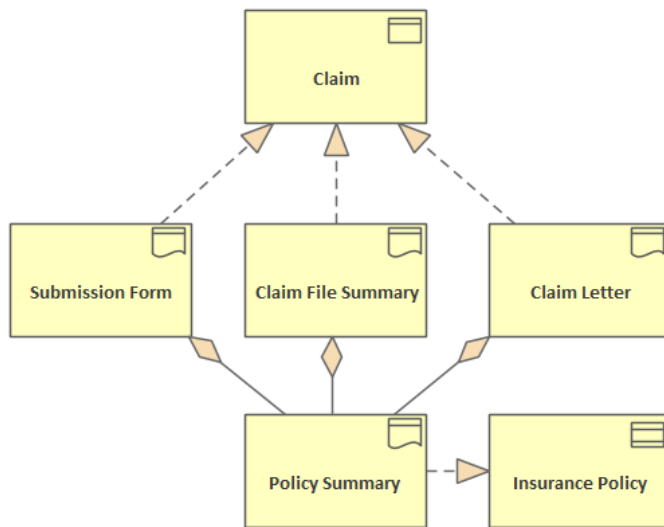 Claim
Submission Form
Claim File Summary
Claim Letter
Policy Summary
Insurance Policy